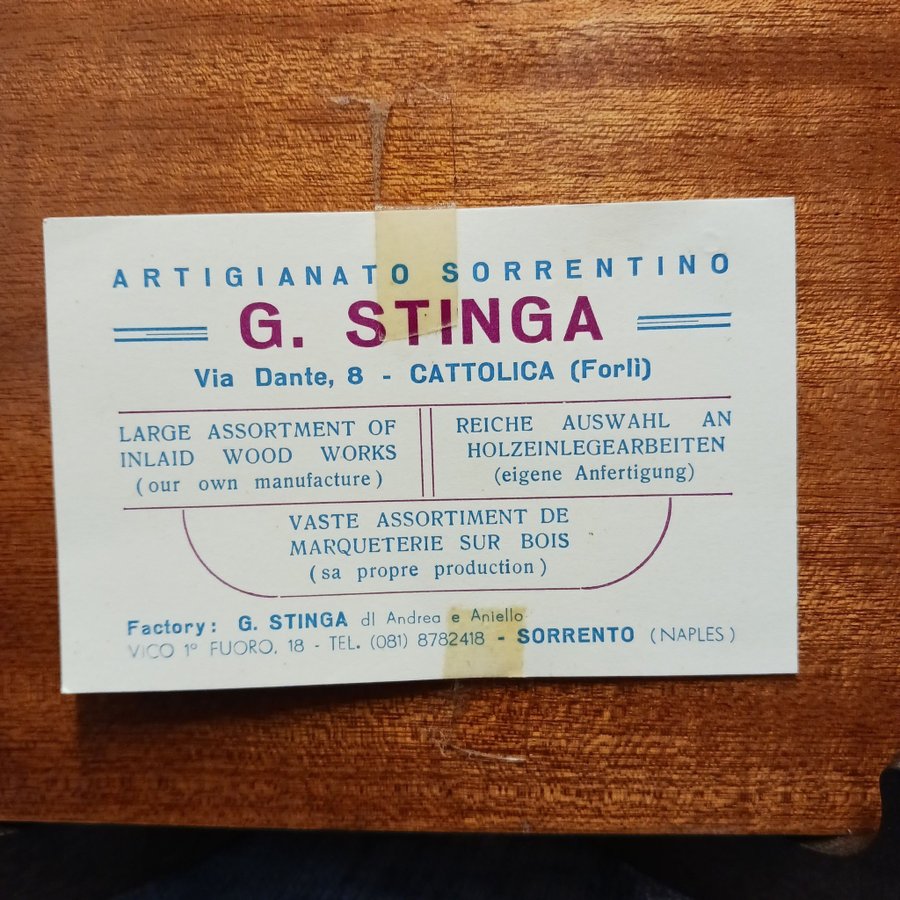 ARTIGIANATO SORRENTINO
G. STINGA
Via Dante, 8 - CATTOLICA (Forlì)
LARGE ASSORTMENT OF
INLAID WOOD WORKS
(our own manufacture)
REICHE AUSWAHL AN
HOLZEINLEGEARBEITEN
(eigene Anfertigung)
VASTE ASSORTIMENT DE
MARQUETERIE SUR BOIS
(sa propre production)
Factory: G. STINGA di Andrea e Aniello
VICO 1° FUORO, 18 - TEL. (081) 8782418 - SORRENTO (NAPLES)